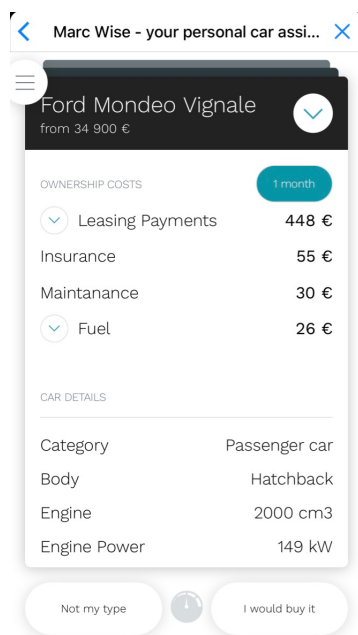 Marc Wise - your personal car assi...
Ford Mondeo Vignale
from 34 900 €
OWNERSHIP COSTS 1 month
Leasing Payments 448 €
Insurance 55 €
Maintanance 30 €
Fuel 26 €
CAR DETAILS
Category Passenger car
Body Hatchback
Engine 2000 cm3
Engine Power 149 kW
Not my type I would buy it